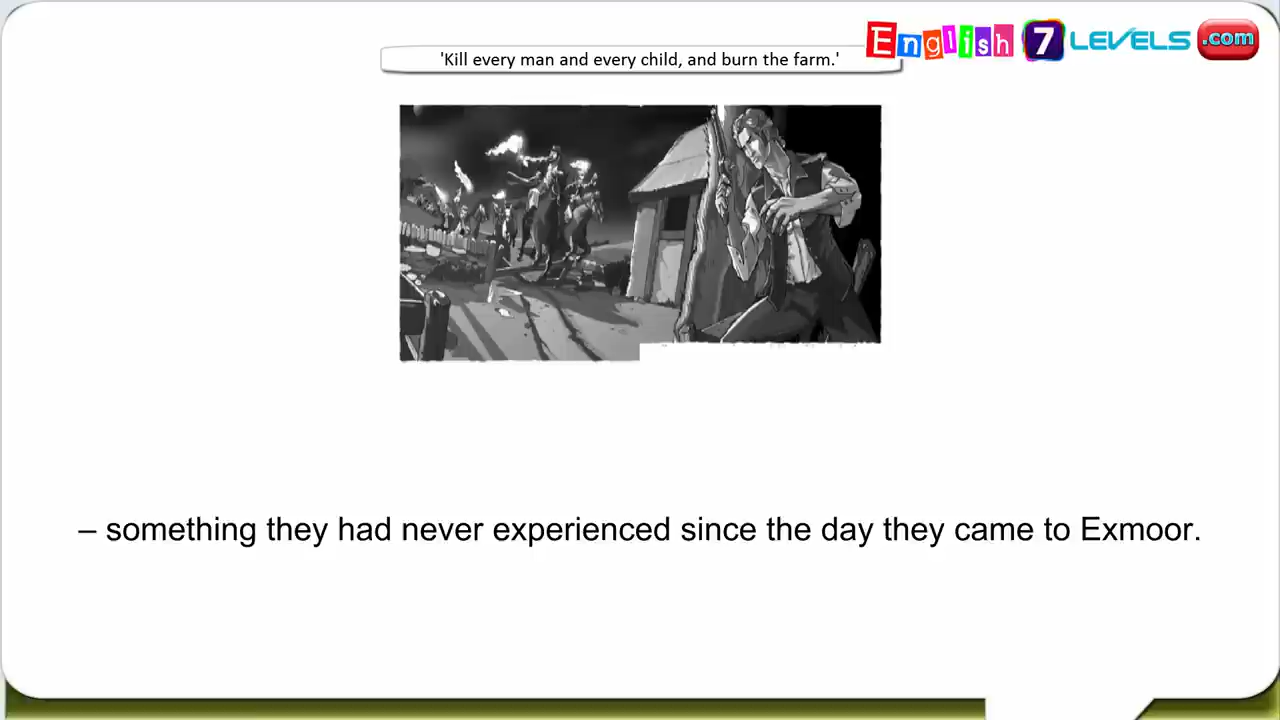 English 7 LEVELS .com
'Kill every man and every child, and burn the farm.'
– something they had never experienced since the day they came to Exmoor.